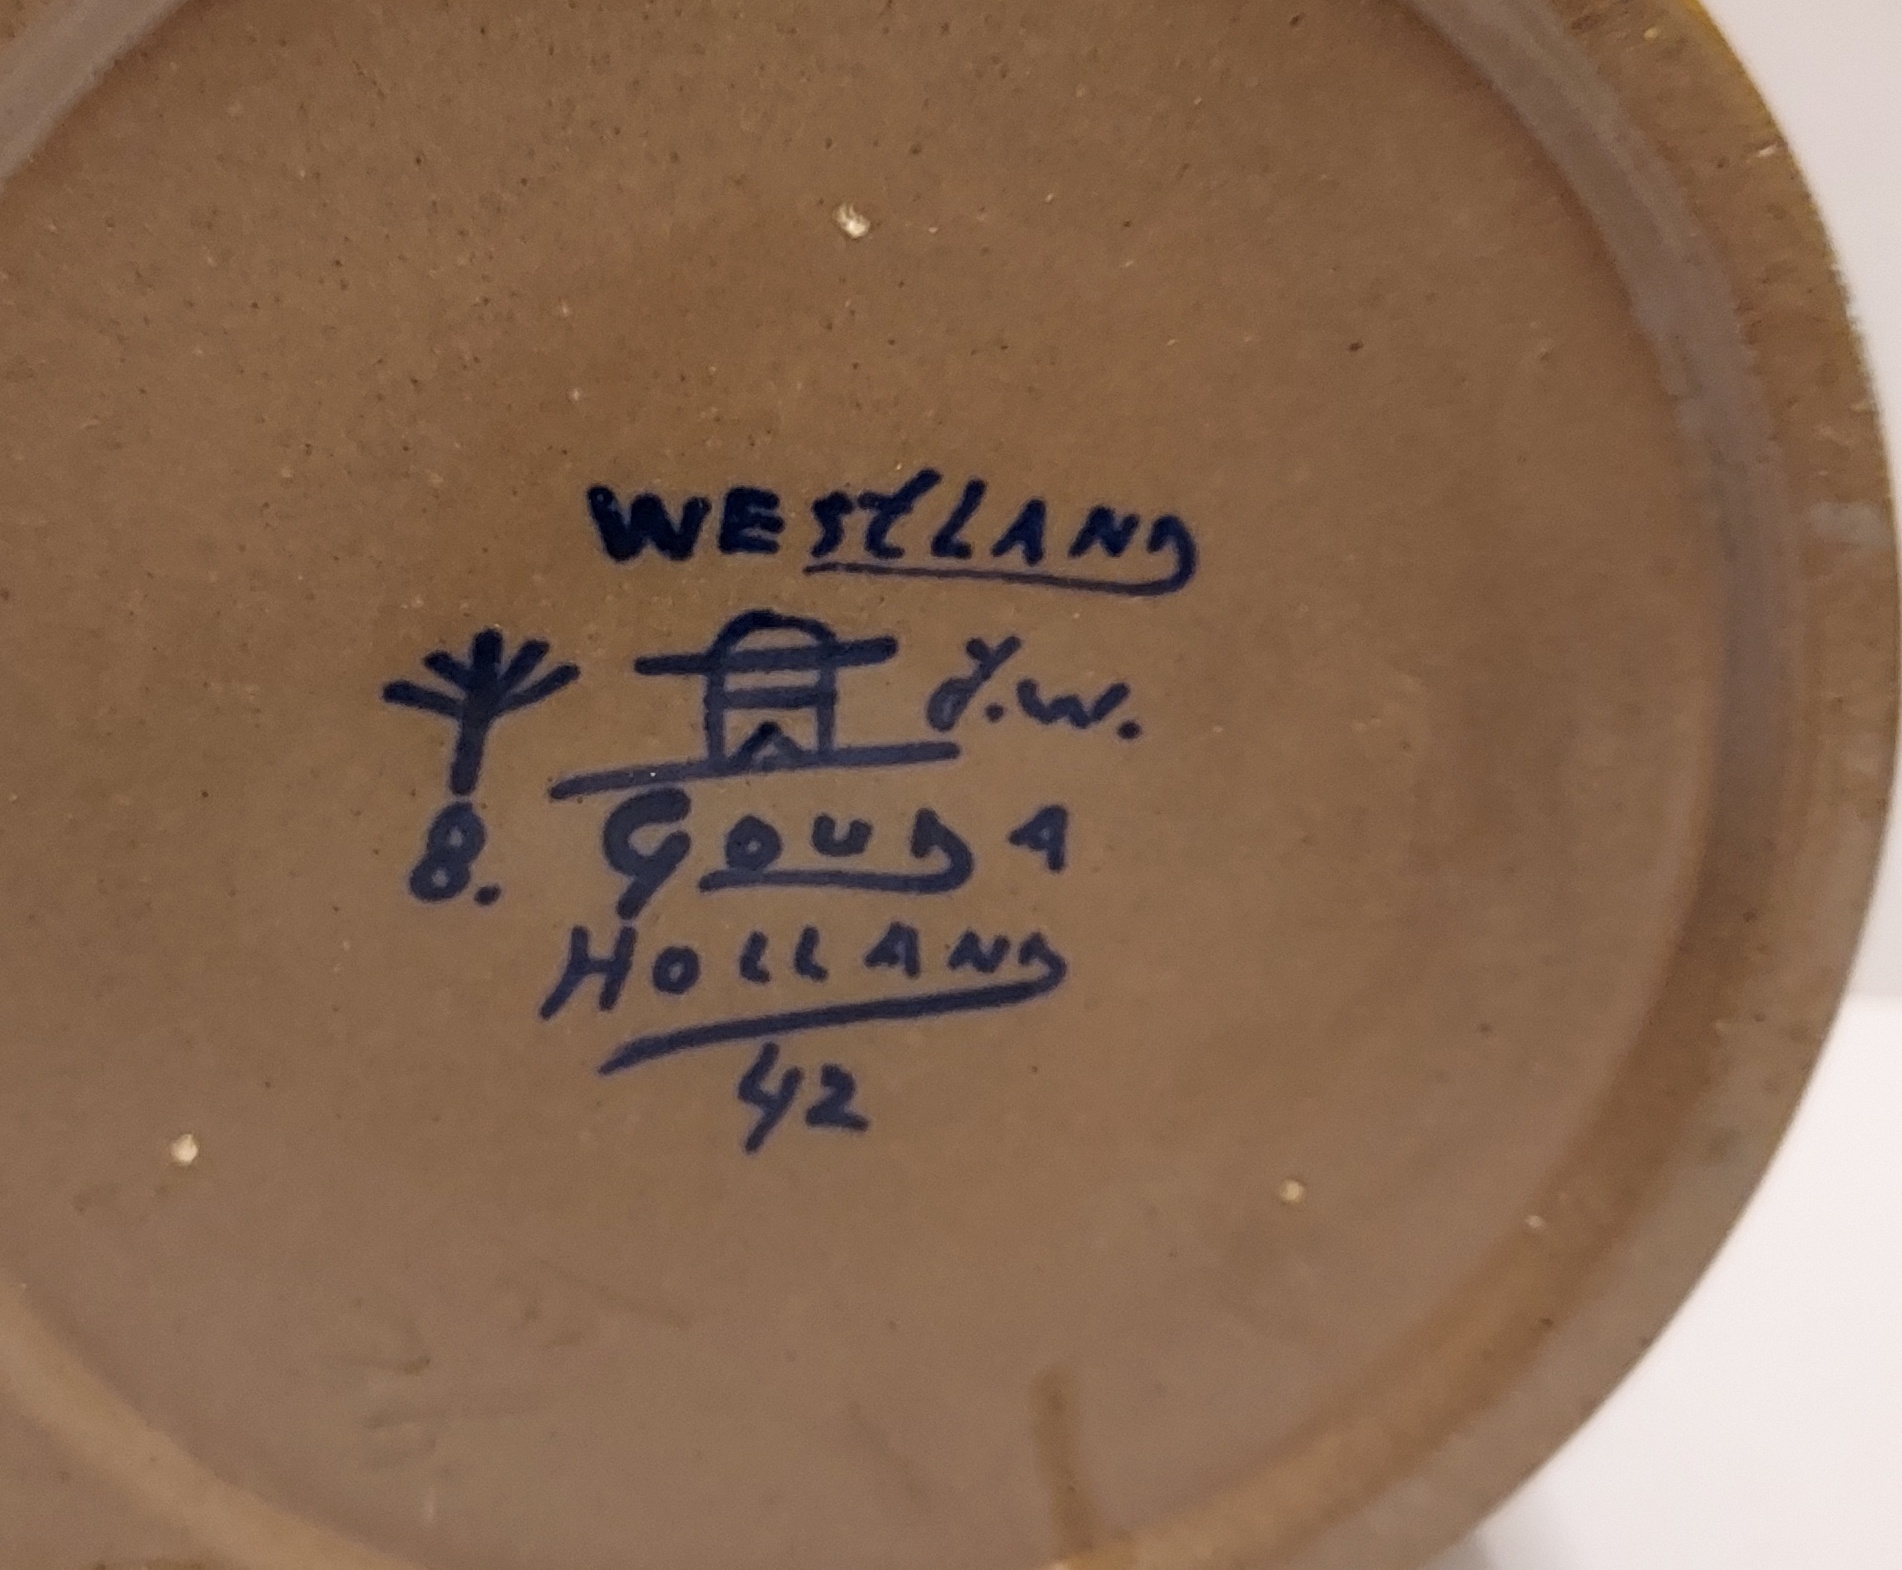 WESTLAND
J.W.
8. GOUDA
HOLLAND
42